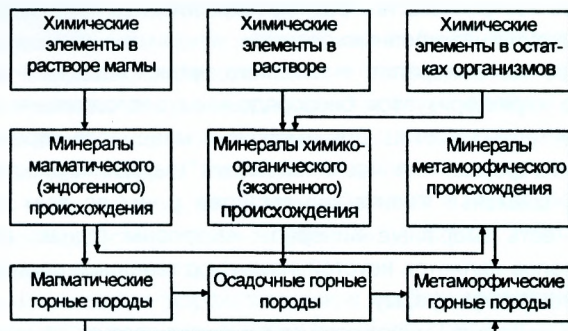 Химические
элементы в
растворе магмы
Химические
элементы в
растворе
Химические
элементы в остат-
ках организмов
Минералы
магматического
(эндогенного)
происхождения
Минералы химико-
органического
(экзогенного)
происхождения
Минералы
метаморфического
происхождения
Магматические
горные породы
Осадочные горные
породы
Метаморфические
горные породы